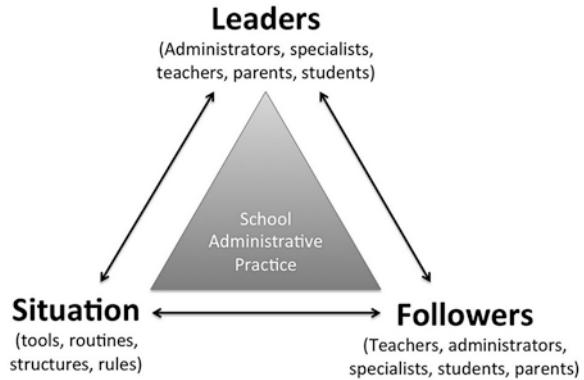 Leaders
(Administrators, specialists,
teachers, parents, students)
School
Administrative
Practice
Situation
(tools, routines,
structures, rules)
Followers
(Teachers, administrators,
specialists, students, parents)